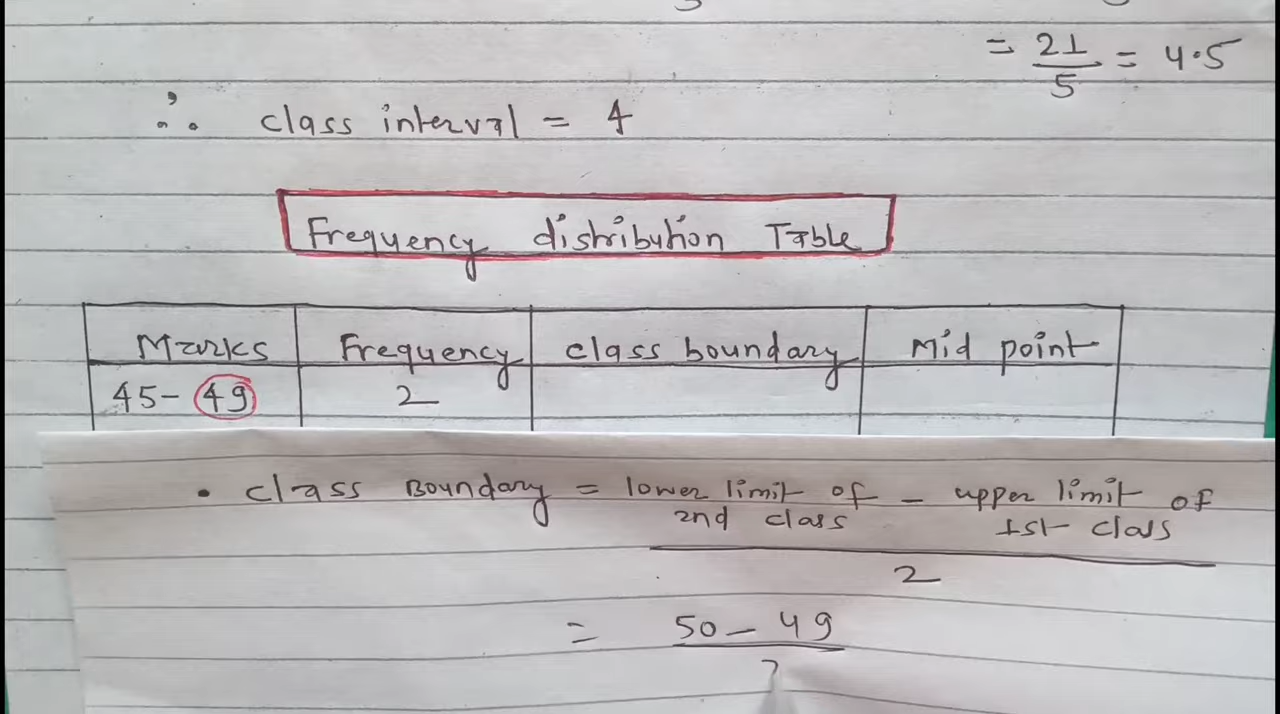 = 21/5 = 4.5
∴ class interval = 4
Frequency distribution Table
Marks Frequency class boundary Mid point
45-49 2
• class Boundary = lower limit of 2nd class - upper limit of 1st class
2
= 50-49
2